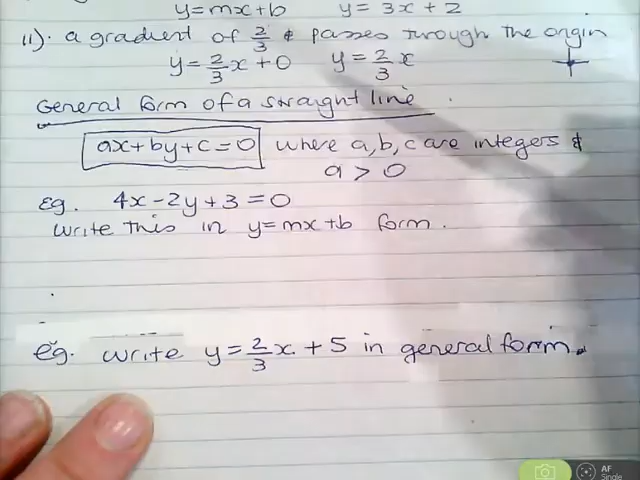 y=mx+b y= 3x+2
11). a gradient of 2/3 & passes through the origin
y=2/3x+0 y=2/3x
General form of a straight line.
ax+by+c=0 where a,b,c are integers &
a > 0
Eg. 4x-2y+3=0
Write this in y=mx+b form.
eg. write y=2/3x+5 in general form.
AF
Single